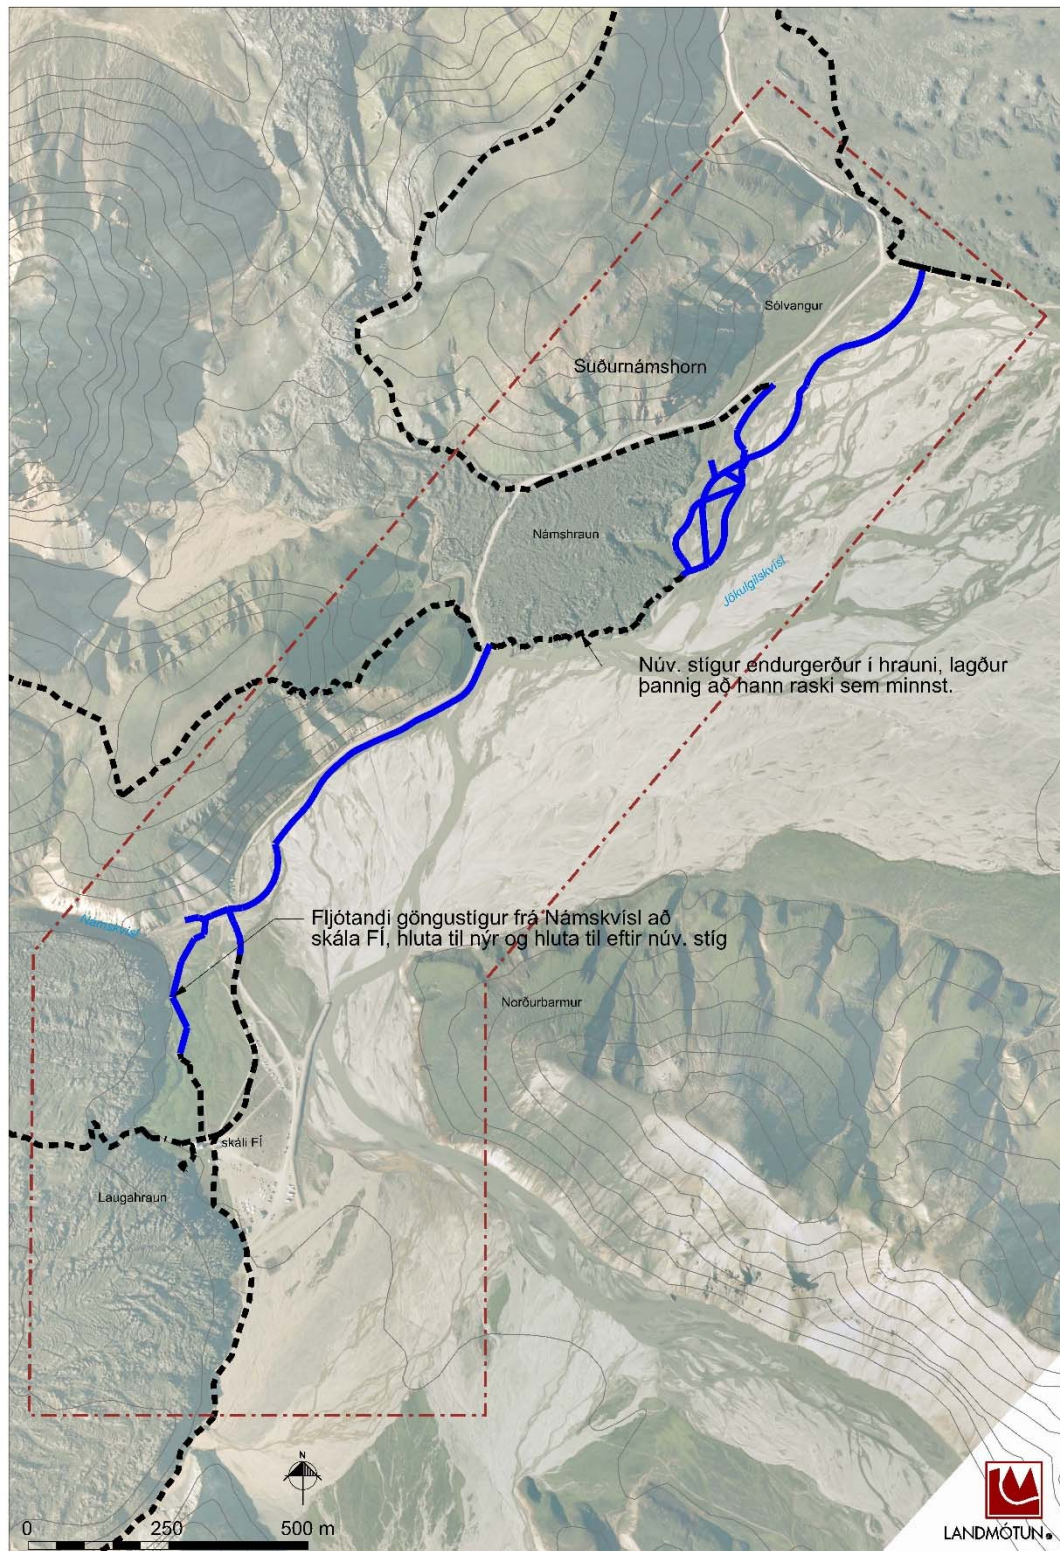 Sólvangur
Suðurnámshorn
Námshraun
Jökulgilskvísl
Núv. stígur endurgerður í hrauni, lagður
þannig að hann raski sem minnst.
Námskvísl
Fljótandi göngustígur frá Námskvísl að
skála FÍ, hluta til nýr og hluta til eftir núv. stíg
Norðurbarmur
skáli FÍ
Laugahraun
N
0 250 500 m
LANDMÓTUN